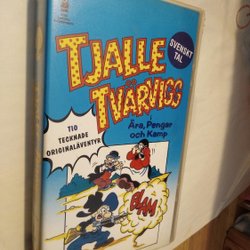 SVENSKT
TAL
TJALLE
TVÄRVIGG
i
Ära, Pengar
och Kamp
TIO
TECKNADE
ORIGINALÄVENTYR
BLAM